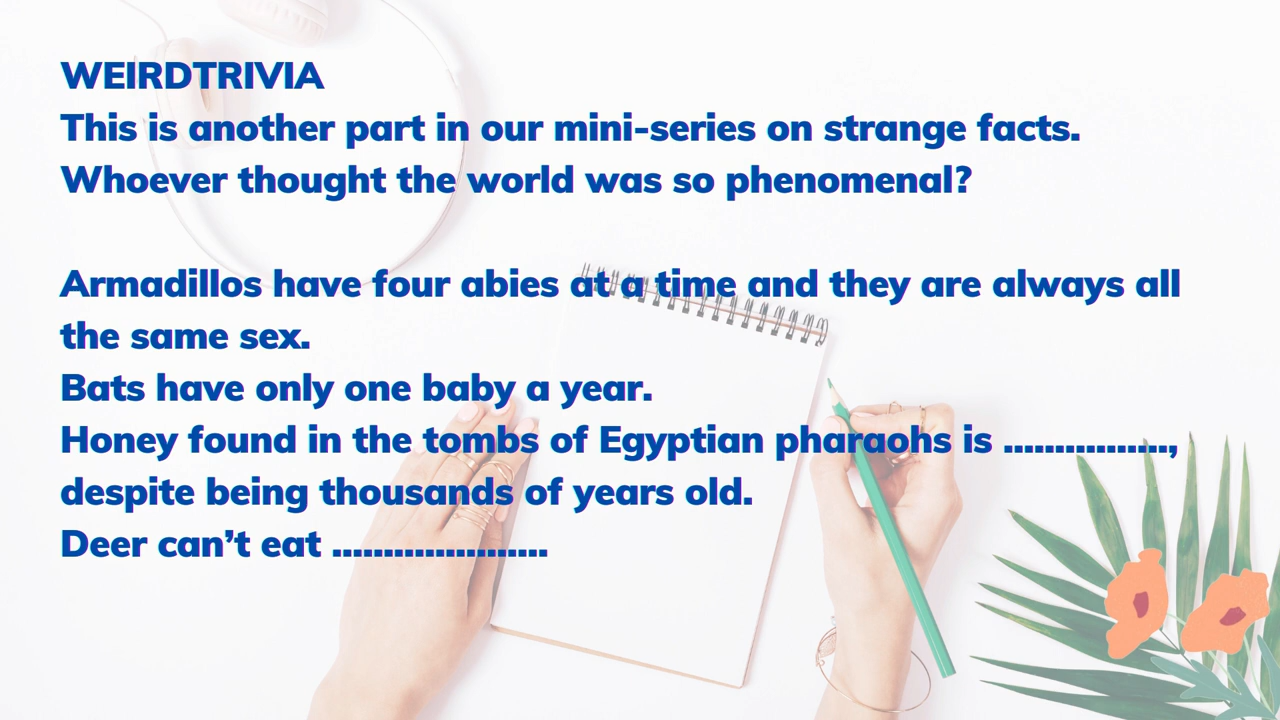 WEIRDTRIVIA
This is another part in our mini-series on strange facts.
Whoever thought the world was so phenomenal?
Armadillos have four abies at a time and they are always all
the same sex.
Bats have only one baby a year.
Honey found in the tombs of Egyptian pharaohs is ................,
despite being thousands of years old.
Deer can’t eat .....................